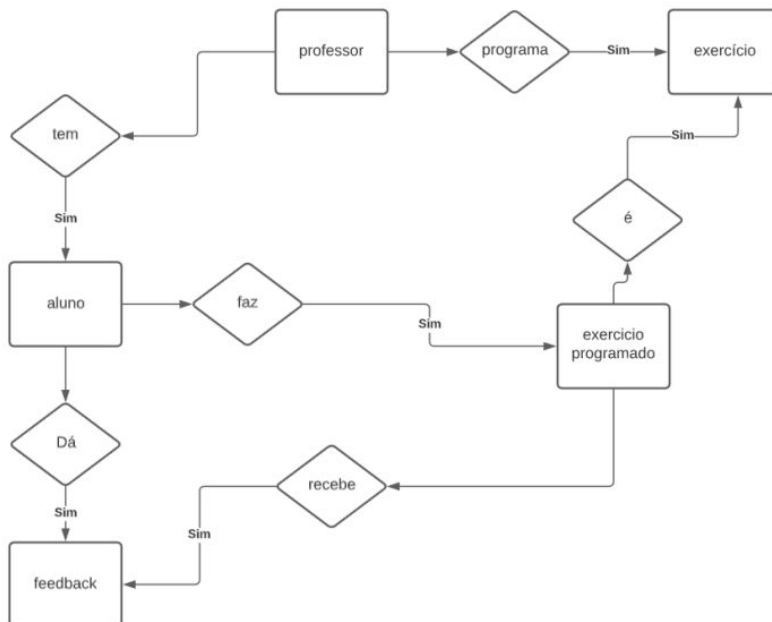 professor
programa
Sim
exercício
tem
Sim
Sim
é
aluno
faz
Sim
exercicio
programado
Dá
recebe
Sim
Sim
feedback